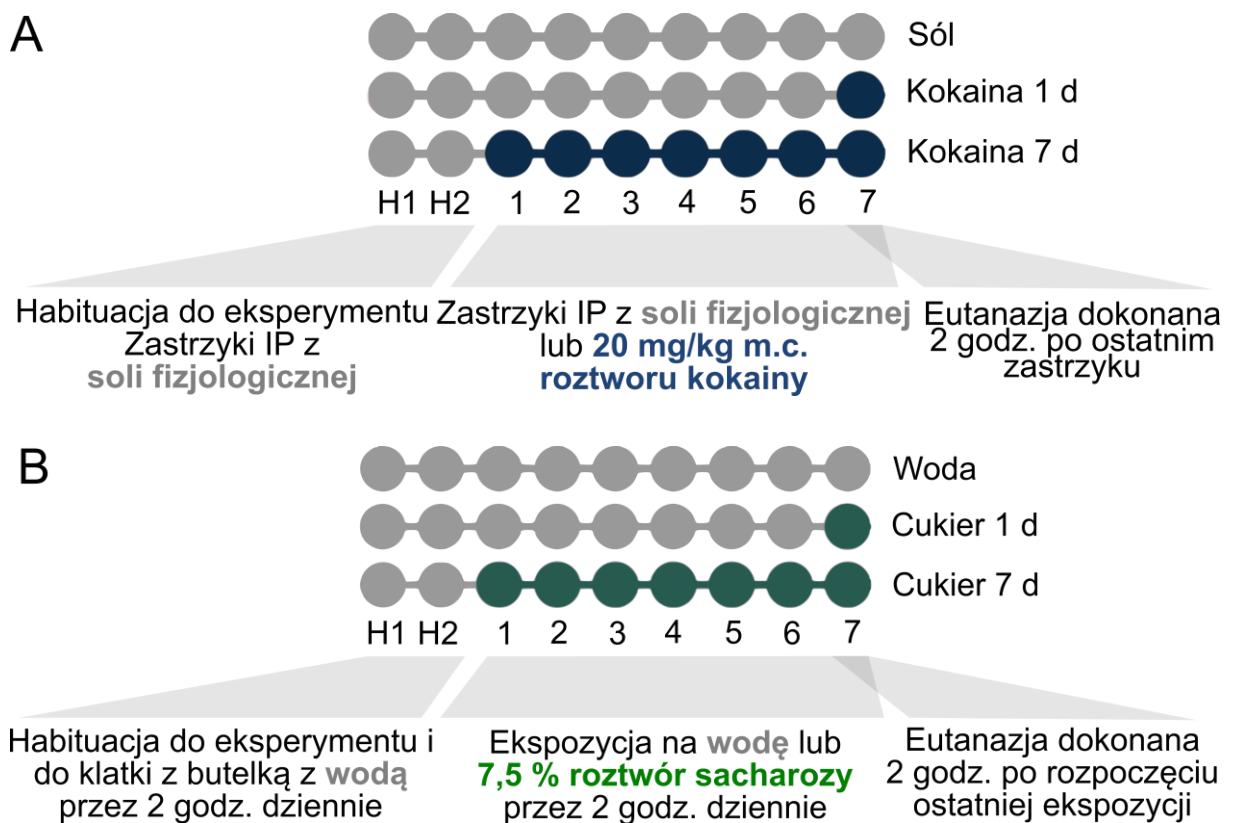 A
Sól
Kokaina 1 d
Kokaina 7 d
H1 H2 1 2 3 4 5 6 7
Habituacja do eksperymentu
Zastrzyki IP z
soli fizjologicznej
Zastrzyki IP z soli fizjologicznej
lub 20 mg/kg m.c.
roztworu kokainy
Eutanazja dokonana
2 godz. po ostatnim
zastrzyku
B
Woda
Cukier 1 d
Cukier 7 d
H1 H2 1 2 3 4 5 6 7
Habituacja do eksperymentu i
do klatki z butelką z wodą
przez 2 godz. dziennie
Ekspozycja na wodę lub
7,5 % roztwór sacharozy
przez 2 godz. dziennie
Eutanazja dokonana
2 godz. po rozpoczęciu
ostatniej ekspozycji